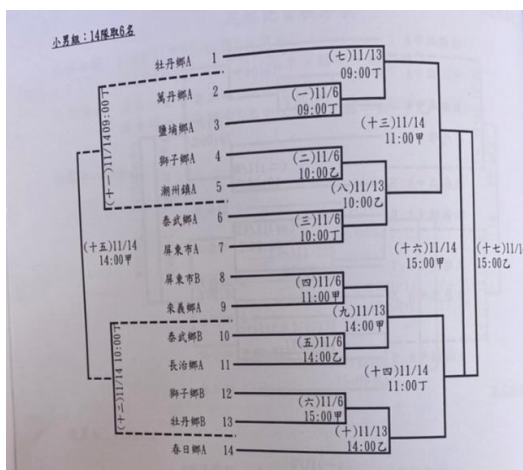 小男組：14隊取6名
牡丹鄉A 1
萬丹鄉A 2
鹽埔鄉A 3
獅子鄉A 4
潮州鎮A 5
泰武鄉A 6
屏東市A 7
屏東市B 8
來義鄉A 9
泰武鄉B 10
長治鄉A 11
獅子鄉B 12
牡丹鄉B 13
春日鄉A 14
(一)11/6
09:00丁
(二)11/6
10:00乙
(三)11/6
10:00丁
(四)11/6
11:00甲
(五)11/6
14:00乙
(六)11/6
15:00甲
(七)11/13
09:00丁
(八)11/13
10:00乙
(九)11/13
14:00甲
(十)11/13
14:00乙
(十一)11/14 09:00丁
(十二)11/14 10:00丁
(十三)11/14
11:00甲
(十四)11/14
11:00丁
(十五)11/14
14:00甲
(十六)11/14
15:00甲
(十七)11/1
15:00乙